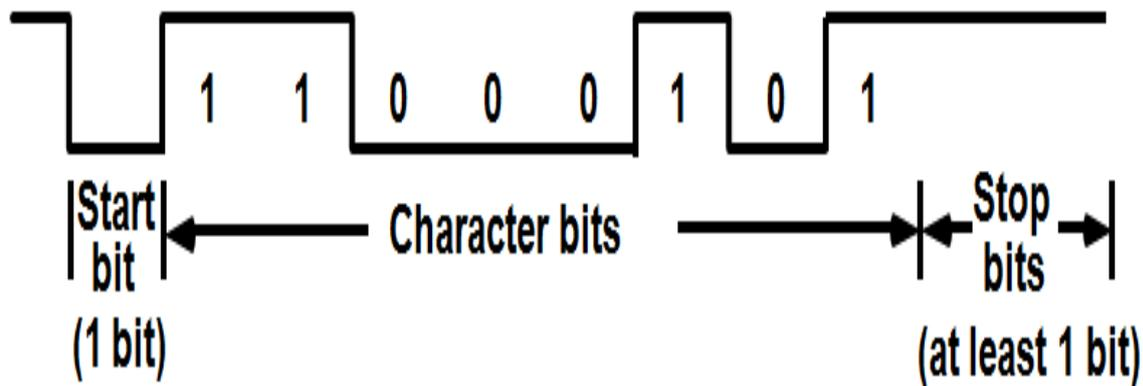 1 1 0 0 0 1 0 1
Start
bit
(1 bit)
Character bits
Stop
bits
(at least 1 bit)